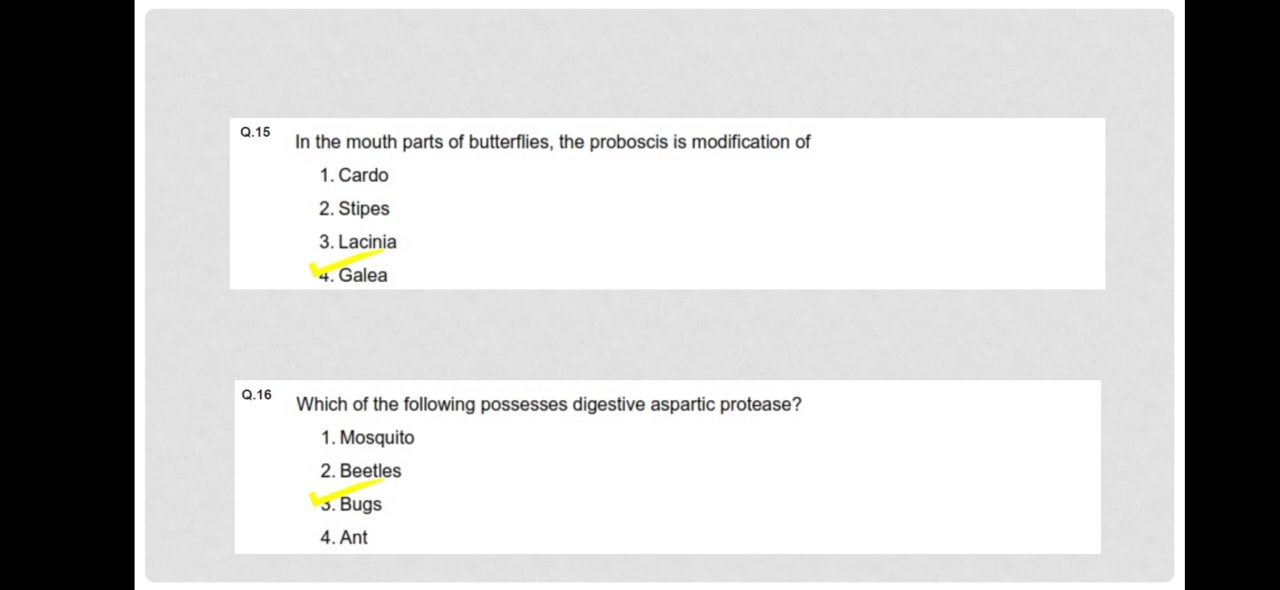 Q.15 In the mouth parts of butterflies, the proboscis is modification of
1. Cardo
2. Stipes
3. Lacinia
4. Galea
Q.16 Which of the following possesses digestive aspartic protease?
1. Mosquito
2. Beetles
3. Bugs
4. Ant